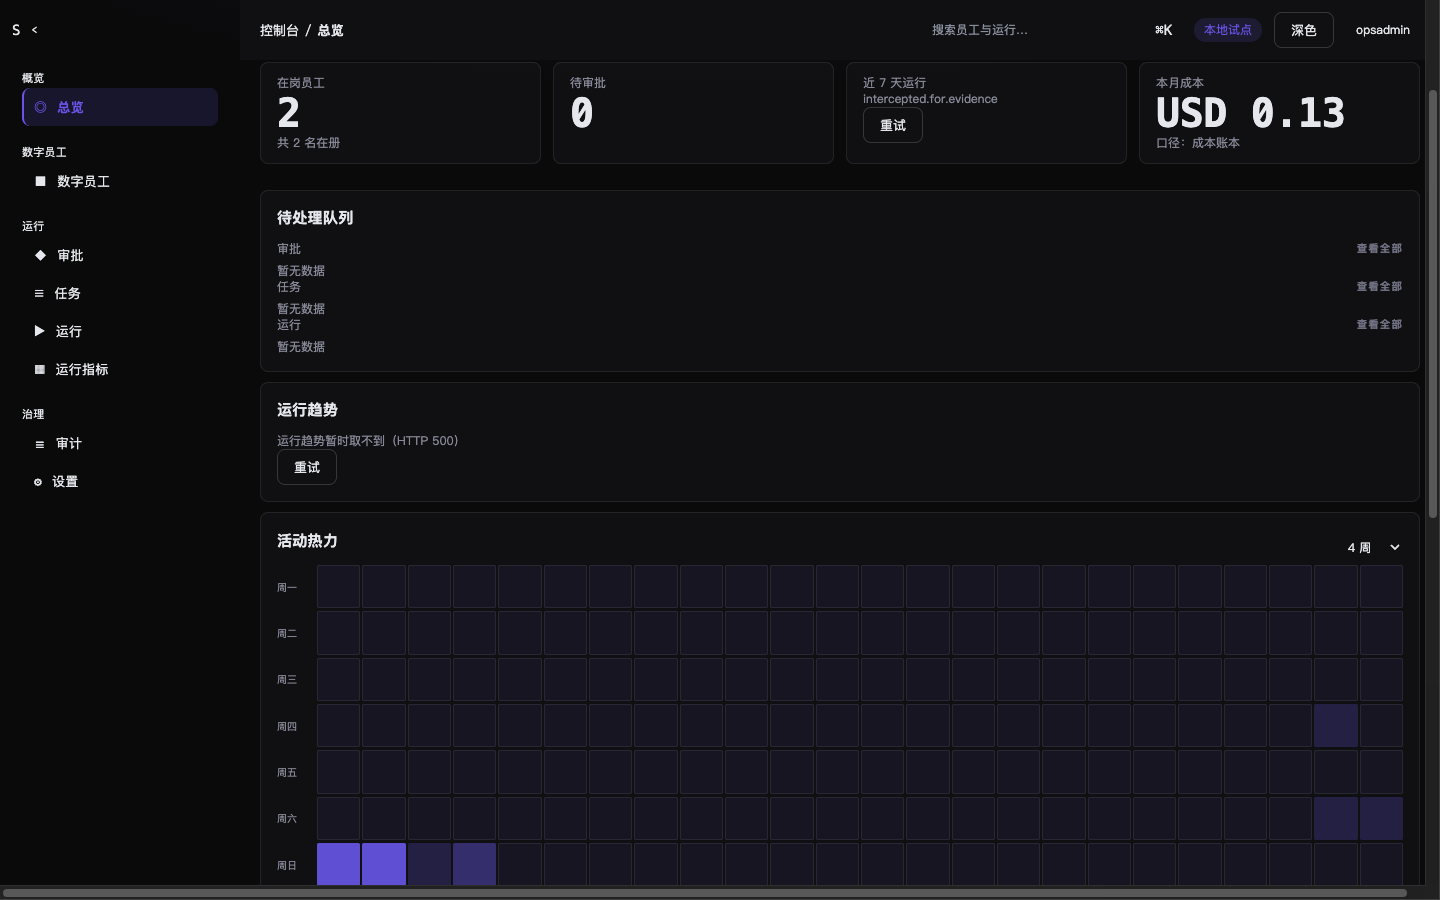 S <
概览
总览
数字员工
数字员工
运行
审批
任务
运行
运行指标
治理
审计
设置
控制台 / 总览
搜索员工与运行...
⌘K
本地试点
深色
opsadmin
在岗员工
2
共 2 名在册
待审批
0
近 7 天运行
intercepted.for.evidence
重试
本月成本
USD 0.13
口径：成本账本
待处理队列
审批
查看全部
暂无数据
任务
查看全部
暂无数据
运行
查看全部
暂无数据
运行趋势
运行趋势暂时取不到（HTTP 500）
重试
活动热力
4 周
周一
周二
周三
周四
周五
周六
周日